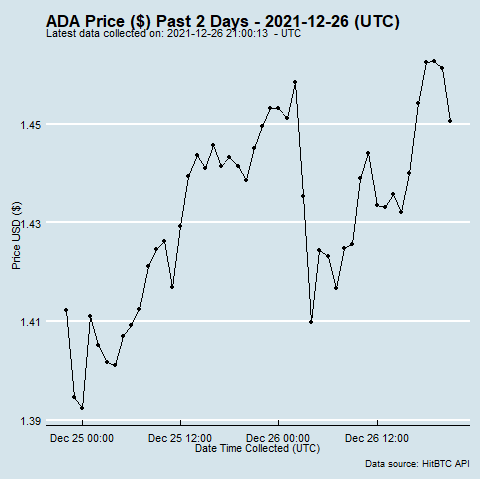 ADA Price ($) Past 2 Days - 2021-12-26 (UTC)
Latest data collected on: 2021-12-26 21:00:13 - UTC
Price USD ($)
1.45
1.43
1.41
1.39
Dec 25 00:00 Dec 25 12:00 Dec 26 00:00 Dec 26 12:00
Date Time Collected (UTC)
Data source: HitBTC API